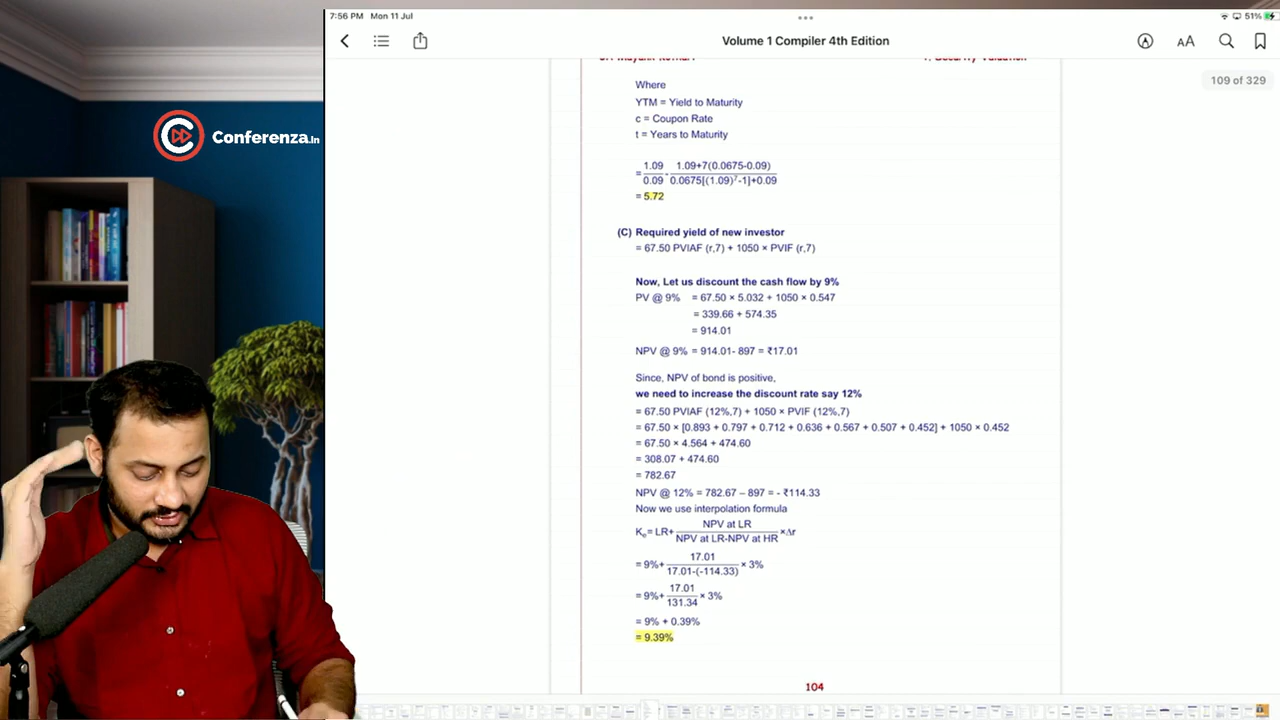 7:56 PM Mon 11 Jul
51%
Volume 1 Compiler 4th Edition
109 of 329
Conferenza.in
Where
YTM = Yield to Maturity
c = Coupon Rate
t = Years to Maturity
= 1.09/0.09 - 1.09+7(0.0675-0.09)/0.0675[(1.09)^7-1]+0.09
= 5.72
(C) Required yield of new investor
= 67.50 PVIAF (r,7) + 1050 × PVIF (r,7)
Now, Let us discount the cash flow by 9%
PV @ 9% = 67.50 × 5.032 + 1050 × 0.547
= 339.66 + 574.35
= 914.01
NPV @ 9% = 914.01- 897 = ₹17.01
Since, NPV of bond is positive,
we need to increase the discount rate say 12%
= 67.50 PVIAF (12%,7) + 1050 × PVIF (12%,7)
= 67.50 × [0.893 + 0.797 + 0.712 + 0.636 + 0.567 + 0.507 + 0.452] + 1050 × 0.452
= 67.50 × 4.564 + 474.60
= 308.07 + 474.60
= 782.67
NPV @ 12% = 782.67 – 897 = - ₹114.33
Now we use interpolation formula
Ke= LR+ NPV at LR/NPV at LR-NPV at HR ×Δr
= 9%+ 17.01/17.01-(-114.33) × 3%
= 9%+ 17.01/131.34 × 3%
= 9% + 0.39%
= 9.39%
104